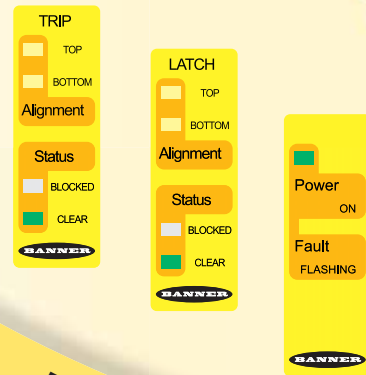 TRIP
TOP
BOTTOM
Alignment
Status
BLOCKED
CLEAR
BANNER
LATCH
TOP
BOTTOM
Alignment
Status
BLOCKED
CLEAR
BANNER
Power
ON
Fault
FLASHING
BANNER